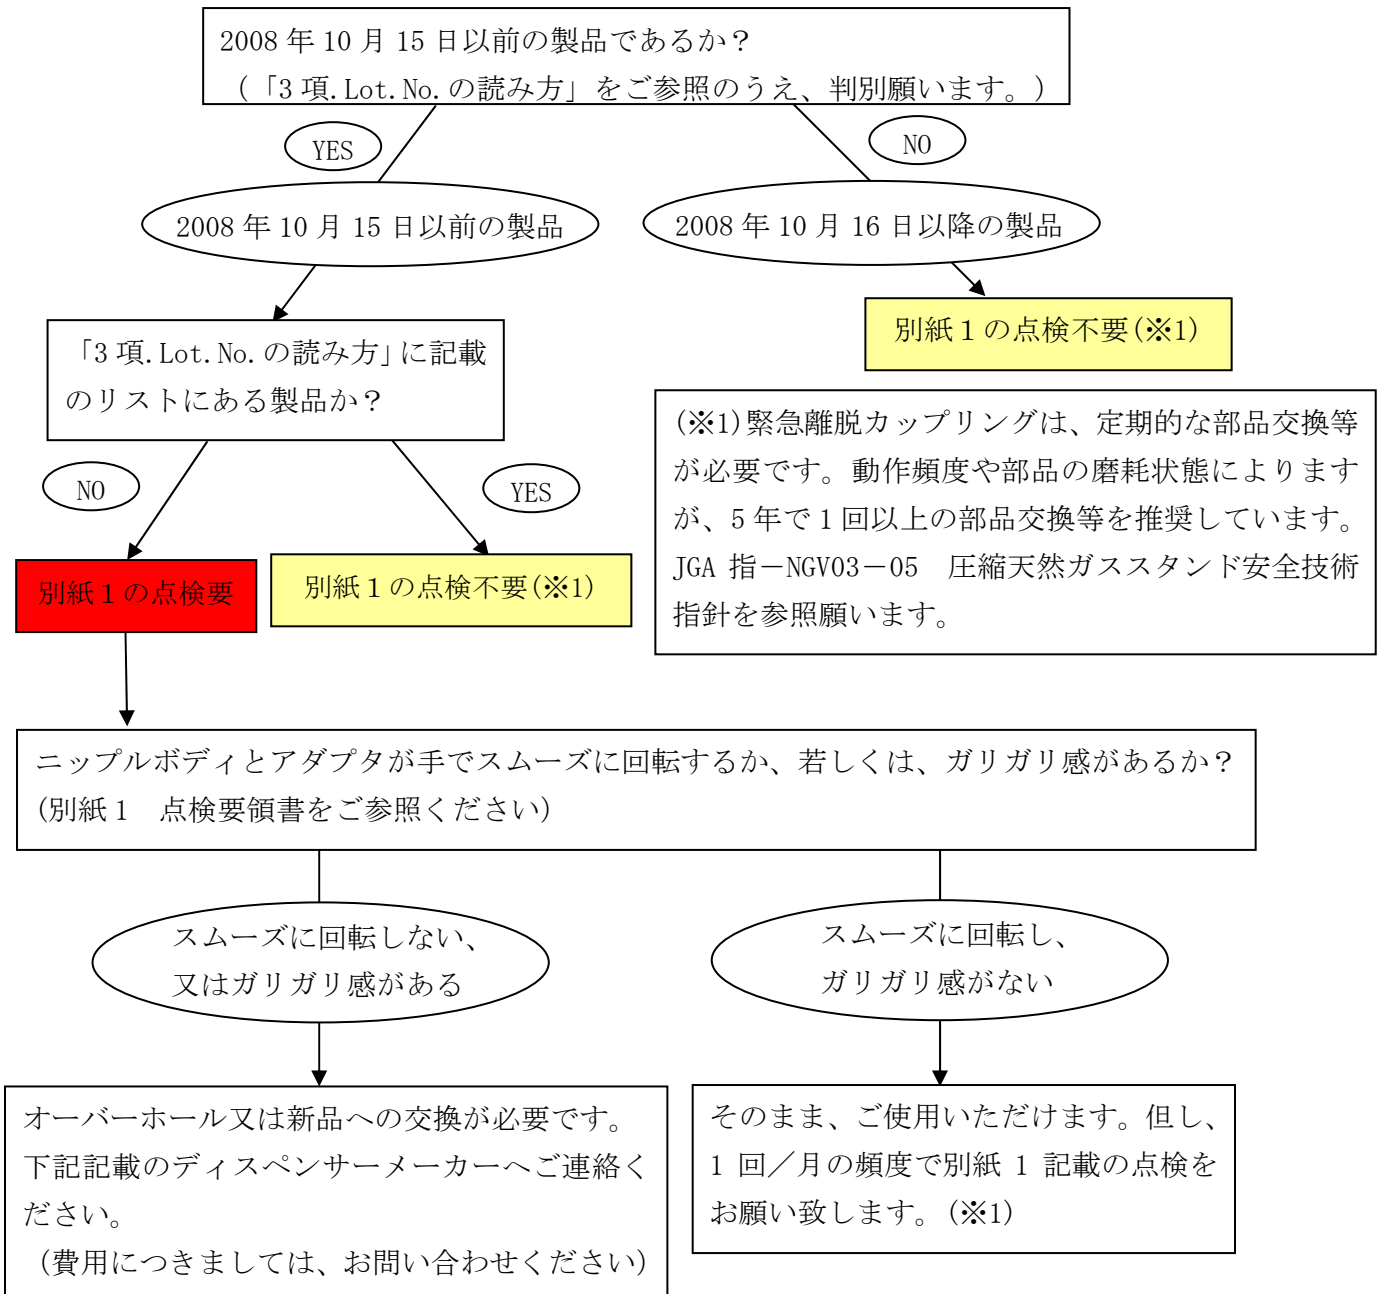 2008 年 10 月 15 日以前の製品であるか？
（「3 項.Lot.No.の読み方」をご参照のうえ、判別願います。）
YES
NO
2008 年 10 月 15 日以前の製品
2008 年 10 月 16 日以降の製品
別紙１の点検不要(※1)
「3 項.Lot.No.の読み方」に記載
のリストにある製品か？
(※1)緊急離脱カップリングは、定期的な部品交換等
が必要です。動作頻度や部品の磨耗状態によります
が、5 年で 1 回以上の部品交換等を推奨しています。
JGA 指－NGV03－05　圧縮天然ガススタンド安全技術
指針を参照願います。
NO
YES
別紙１の点検要
別紙１の点検不要(※1)
ニップルボディとアダプタが手でスムーズに回転するか、若しくは、ガリガリ感があるか？
(別紙 1　点検要領書をご参照ください)
スムーズに回転しない、
又はガリガリ感がある
スムーズに回転し、
ガリガリ感がない
オーバーホール又は新品への交換が必要です。
下記記載のディスペンサーメーカーへご連絡く
ださい。
（費用につきましては、お問い合わせください）
そのまま、ご使用いただけます。但し、
1 回／月の頻度で別紙 1 記載の点検を
お願い致します。(※1)